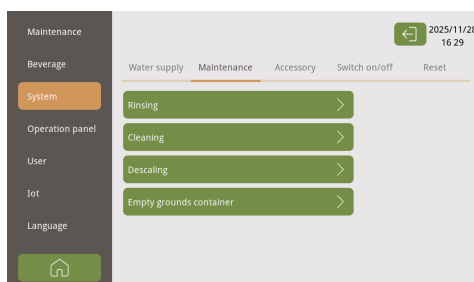 Maintenance
Beverage
System
Operation panel
User
Iot
Language
2025/11/28
16 29
Water supply Maintenance Accessory Switch on/off Reset
Rinsing
Cleaning
Descaling
Empty grounds container